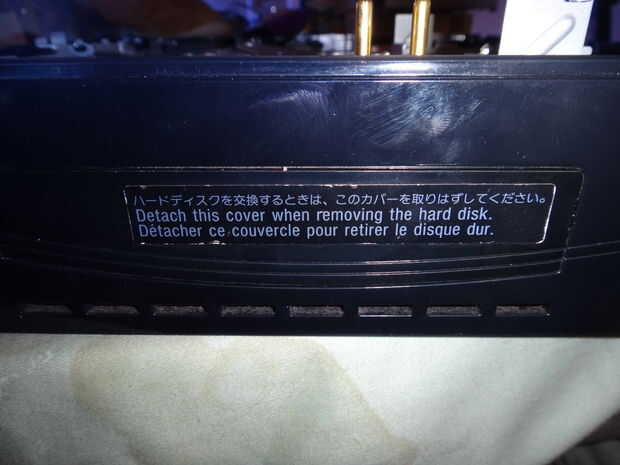 ハードディスクを交換するときは、このカバーを取りはずしてください。
Detach this cover when removing the hard disk.
Détacher ce couvercle pour retirer le disque dur.